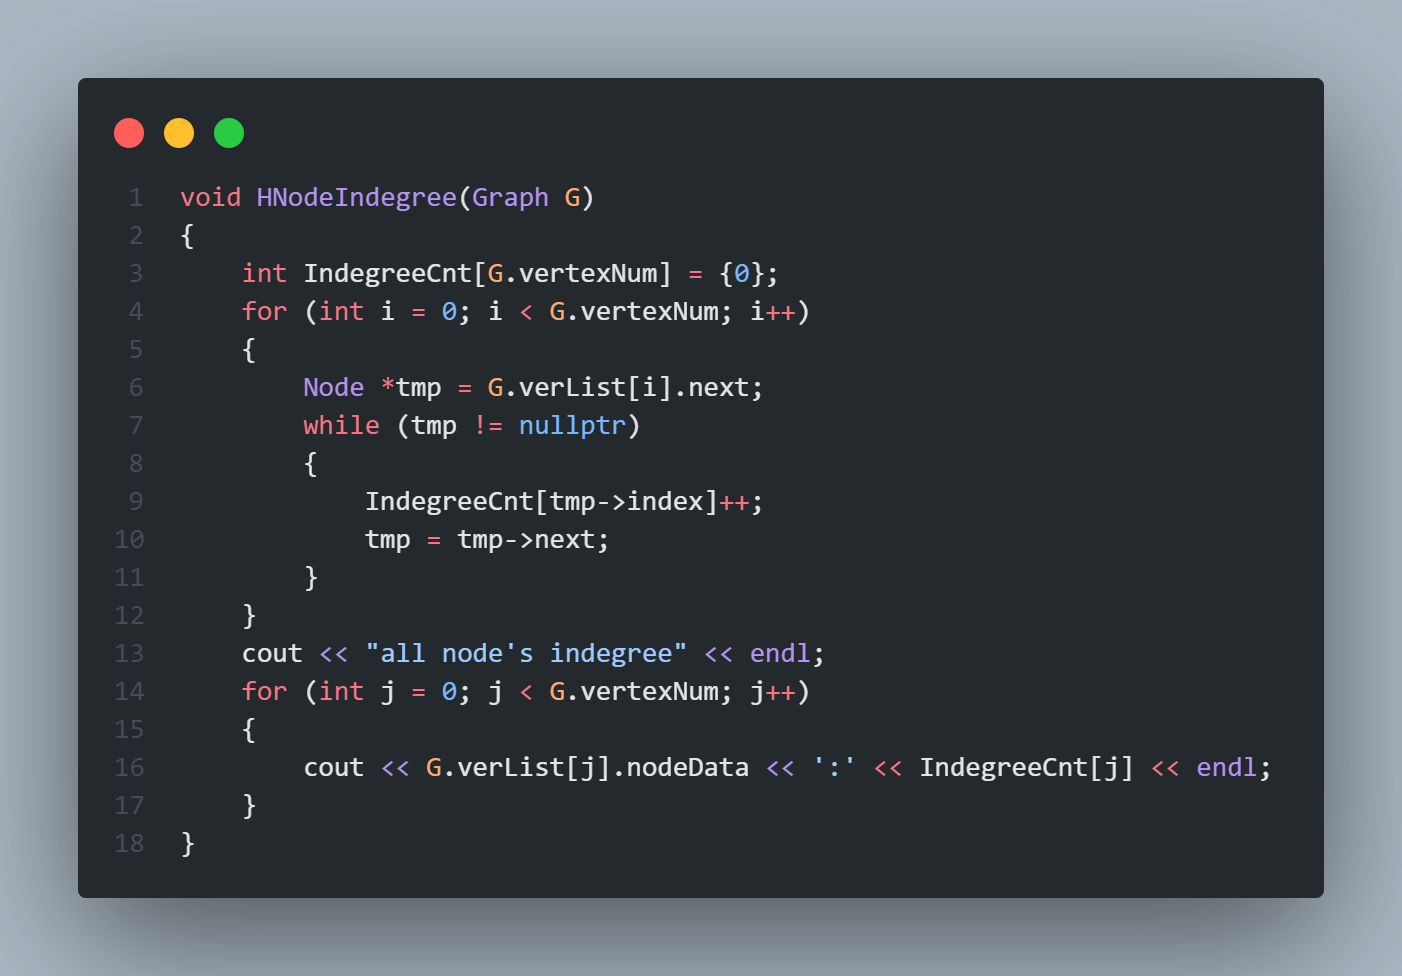 1 void HNodeIndegree(Graph G)
2 {
3     int IndegreeCnt[G.vertexNum] = {0};
4     for (int i = 0; i < G.vertexNum; i++)
5     {
6         Node *tmp = G.verList[i].next;
7         while (tmp != nullptr)
8         {
9             IndegreeCnt[tmp->index]++;
10             tmp = tmp->next;
11         }
12     }
13     cout << "all node's indegree" << endl;
14     for (int j = 0; j < G.vertexNum; j++)
15     {
16         cout << G.verList[j].nodeData << ':' << IndegreeCnt[j] << endl;
17     }
18 }